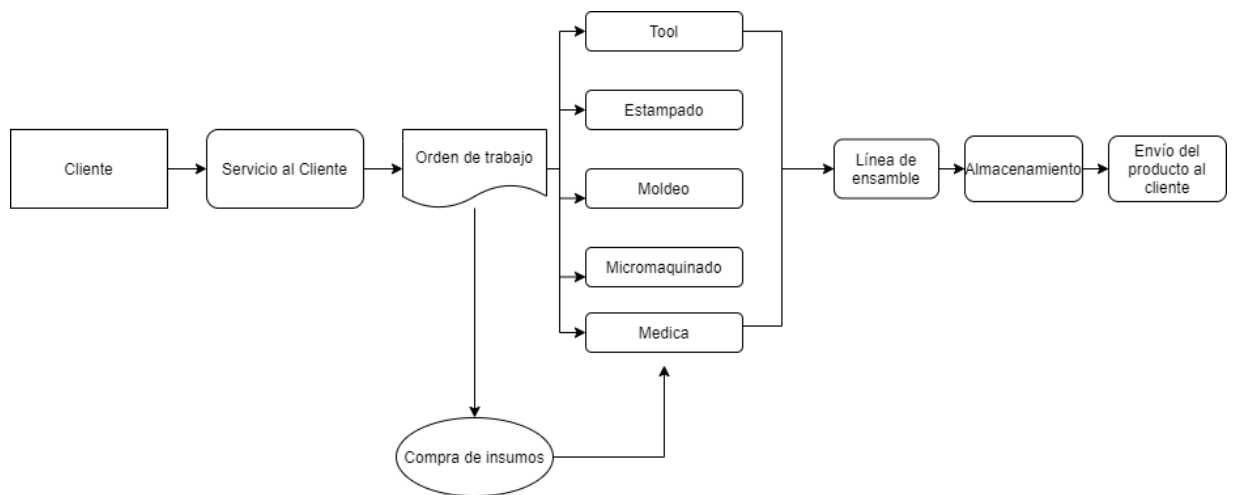 Tool
Estampado
Cliente
Servicio al Cliente
Orden de trabajo
Moldeo
Línea de
ensamble
Almacenamiento
Envío del
producto al
cliente
Micromaquinado
Medica
Compra de insumos